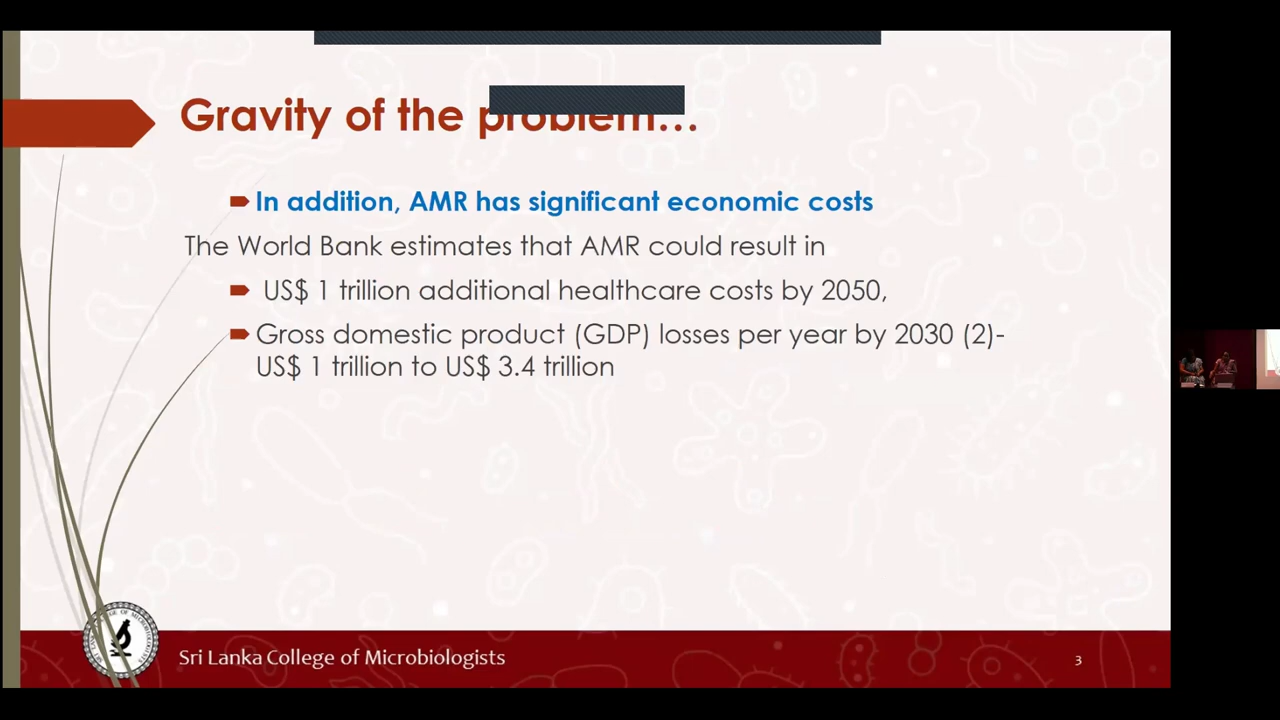 Gravity of the problem...
In addition, AMR has significant economic costs
The World Bank estimates that AMR could result in
US$ 1 trillion additional healthcare costs by 2050,
Gross domestic product (GDP) losses per year by 2030 (2)-
US$ 1 trillion to US$ 3.4 trillion
Sri Lanka College of Microbiologists
3